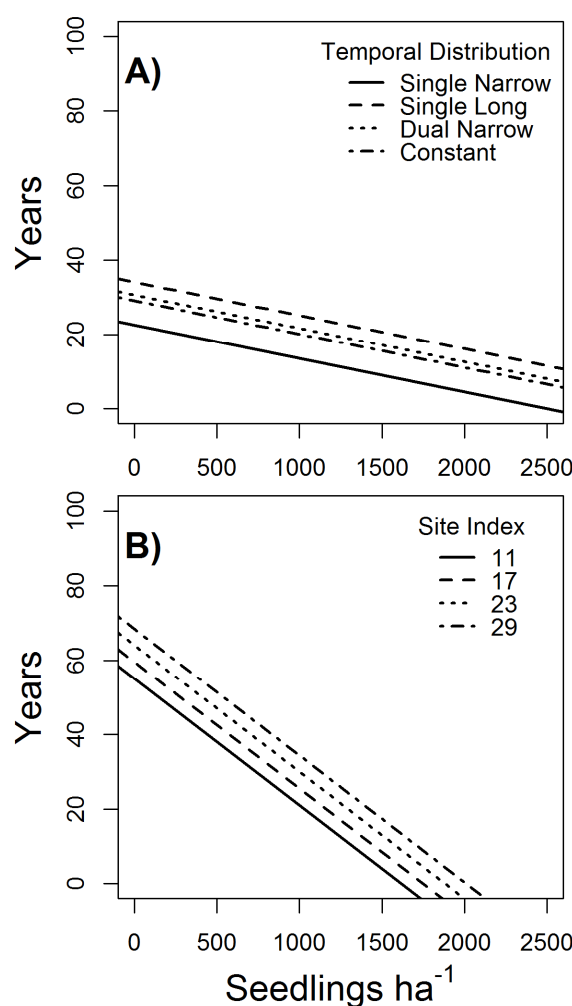 A)
Temporal Distribution
Single Narrow
Single Long
Dual Narrow
Constant
Years
100
80
60
40
20
0
0 500 1000 1500 2000 2500
B)
Site Index
11
17
23
29
Years
100
80
60
40
20
0
0 500 1000 1500 2000 2500
Seedlings ha⁻¹